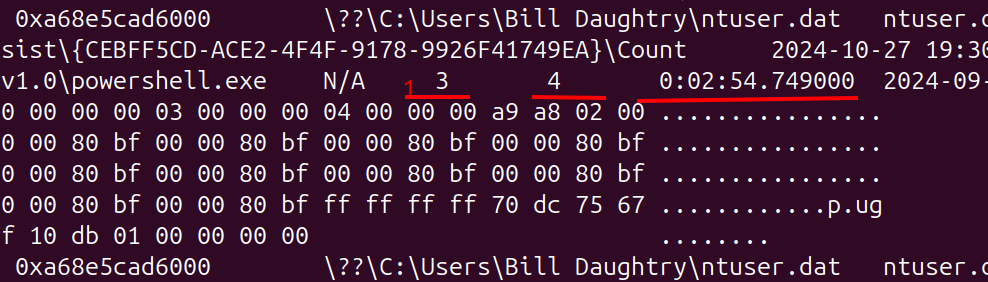 0xa68e5cad6000 \??\C:\Users\Bill Daughtry\ntuser.dat ntuser.d
sist\{CEBFF5CD-ACE2-4F4F-9178-9926F41749EA}\Count 2024-10-27 19:30
v1.0\powershell.exe N/A 1 3 4 0:02:54.749000 2024-09-
0 00 00 00 03 00 00 00 04 00 00 00 a9 a8 02 00 ................
0 00 80 bf 00 00 80 bf 00 00 80 bf 00 00 80 bf ................
0 00 80 bf 00 00 80 bf 00 00 80 bf 00 00 80 bf ................
0 00 80 bf 00 00 80 bf ff ff ff ff 70 dc 75 67 ............p.ug
f 10 db 01 00 00 00 00 ........
0xa68e5cad6000 \??\C:\Users\Bill Daughtry\ntuser.dat ntuser.d